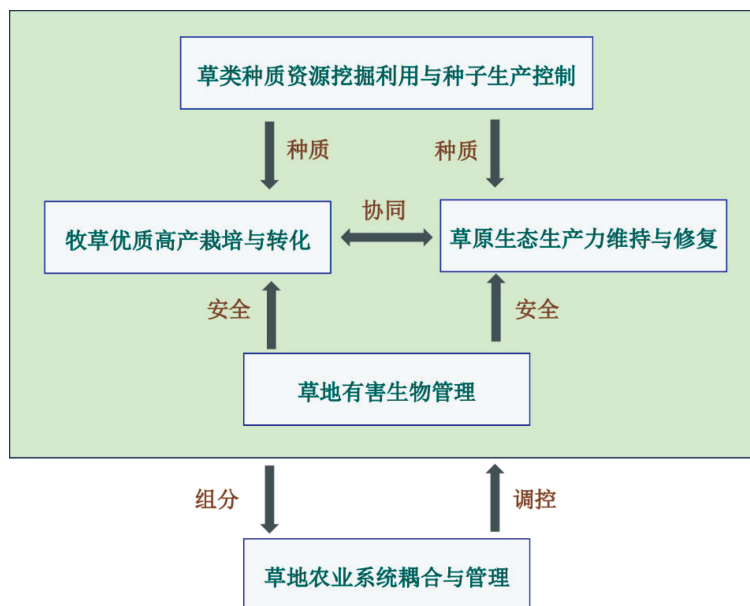 草类种质资源挖掘利用与种子生产控制
种质
种质
协同
牧草优质高产栽培与转化
草原生态生产力维持与修复
安全
安全
草地有害生物管理
组分
调控
草地农业系统耦合与管理